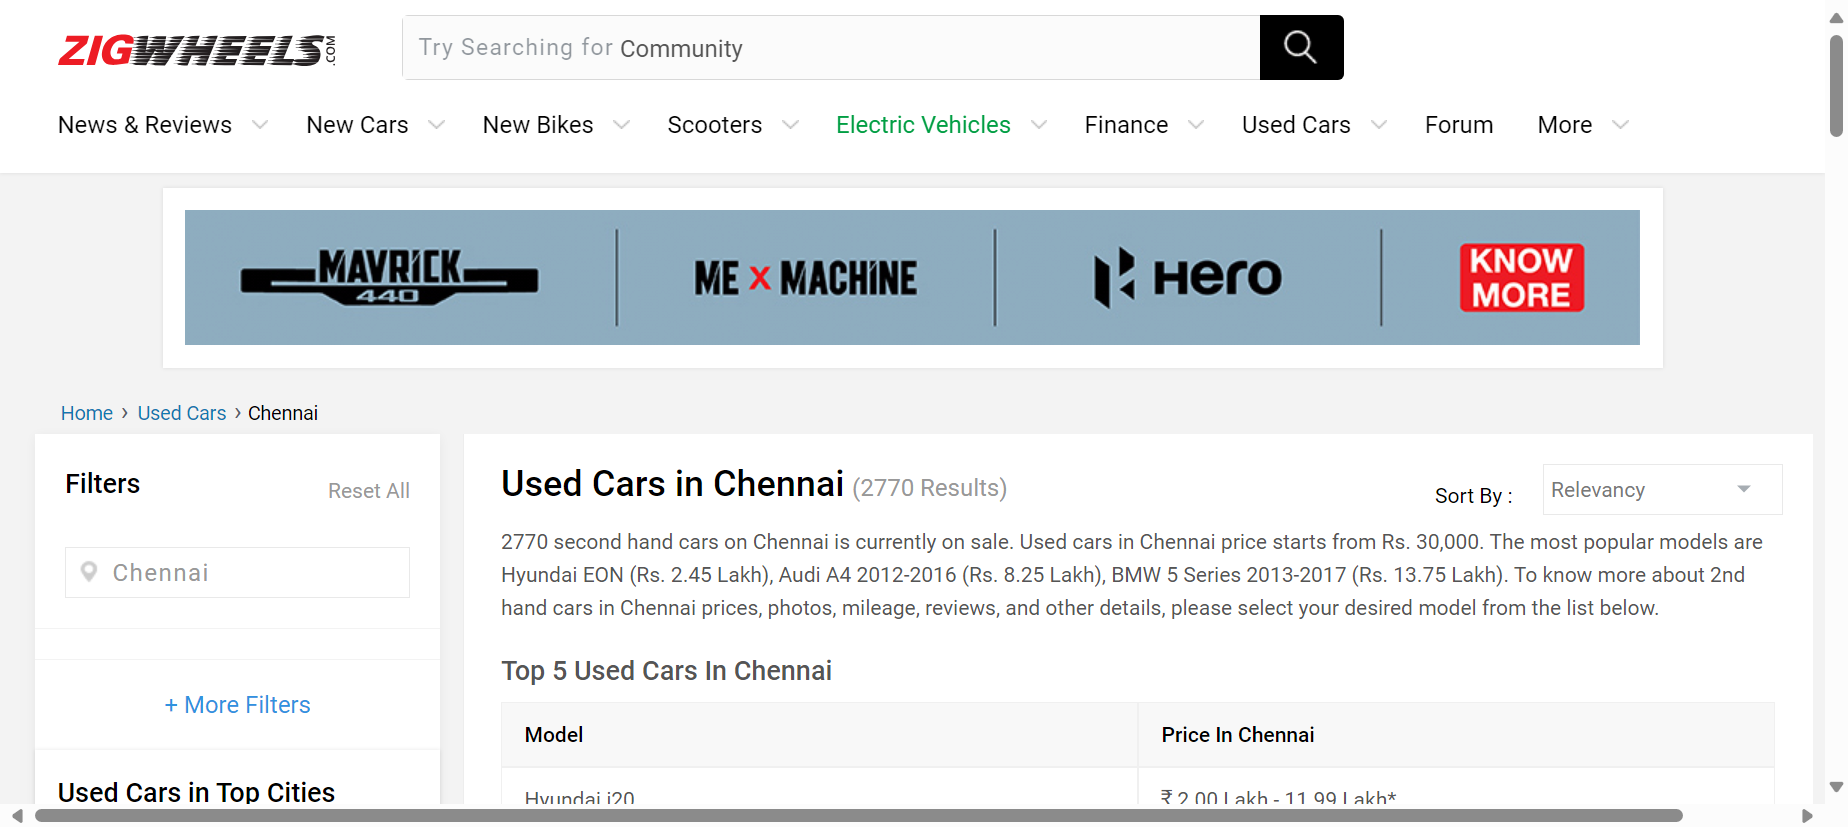 ZIGWHEELS.COM
Try Searching for Community
News & Reviews New Cars New Bikes Scooters Electric Vehicles Finance Used Cars Forum More
MAVRICK
440
ME X MACHINE
Hero
KNOW
MORE
Home › Used Cars › Chennai
Filters
Reset All
Chennai
+ More Filters
Used Cars in Top Cities
Used Cars in Chennai (2770 Results)
Sort By : Relevancy
2770 second hand cars on Chennai is currently on sale. Used cars in Chennai price starts from Rs. 30,000. The most popular models are
Hyundai EON (Rs. 2.45 Lakh), Audi A4 2012-2016 (Rs. 8.25 Lakh), BMW 5 Series 2013-2017 (Rs. 13.75 Lakh). To know more about 2nd
hand cars in Chennai prices, photos, mileage, reviews, and other details, please select your desired model from the list below.
Top 5 Used Cars In Chennai
Model Price In Chennai
Hyundai i20 ₹ 2.00 Lakh - 11.99 Lakh*